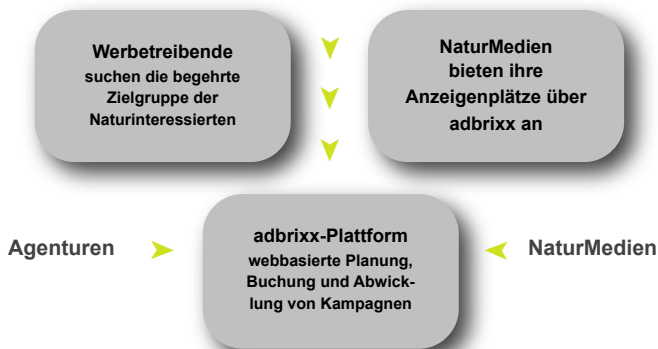 Werbetreibende
suchen die begehrte
Zielgruppe der
Naturinteressierten
NaturMedien
bieten ihre
Anzeigenplätze über
adbrixx an
Agenturen
adbrixx-Plattform
webbasierte Planung,
Buchung und Abwick-
lung von Kampagnen
NaturMedien